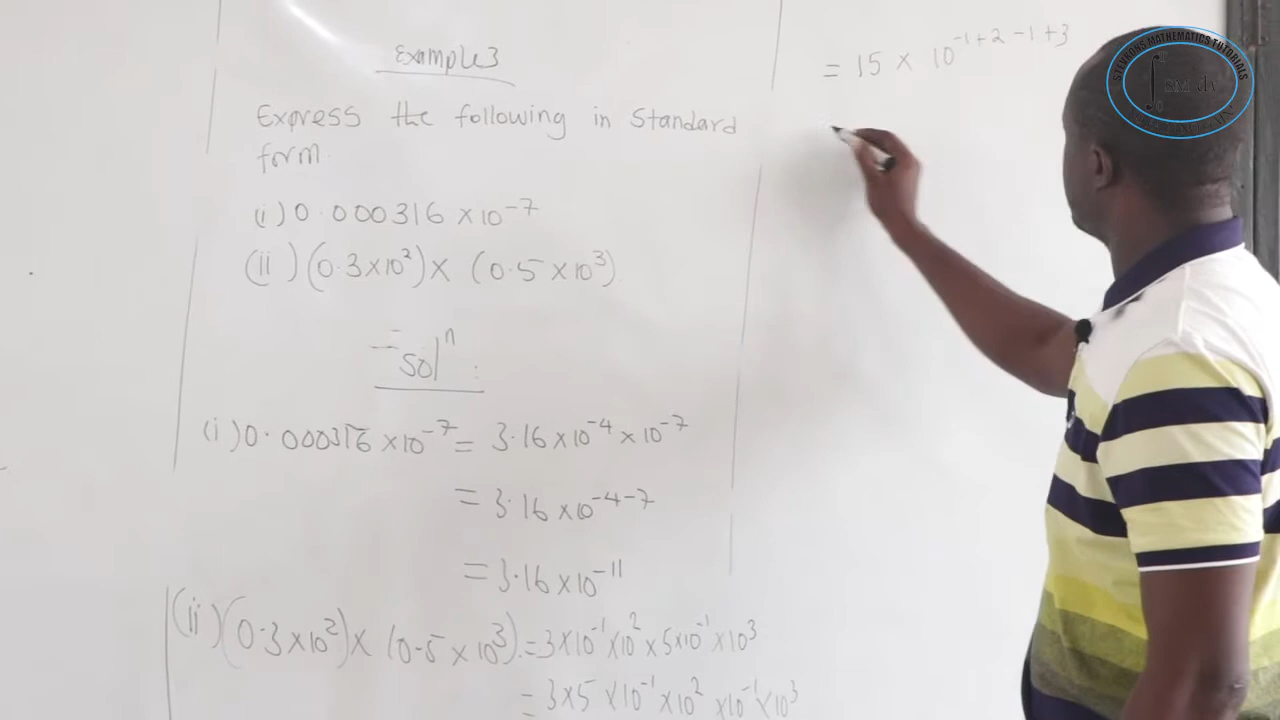 Example 3
Express the following in Standard
form
(i) 0.000316 × 10⁻⁷
(ii) (0.3×10²) × (0.5 × 10³).
Solⁿ:
(i) 0.000316 × 10⁻⁷ = 3.16 × 10⁻⁴ × 10⁻⁷
= 3.16 × 10⁻⁴⁻⁷
= 3.16 × 10⁻¹¹
(ii) (0.3 × 10²) × (0.5 × 10³). = 3 × 10⁻¹ × 10² × 5 × 10⁻¹ × 10³
= 3 × 5 × 10⁻¹ × 10² × 10⁻¹ × 10³
= 15 × 10⁻¹⁺²⁻¹⁺³
MATHEMATICS TUTORIALS